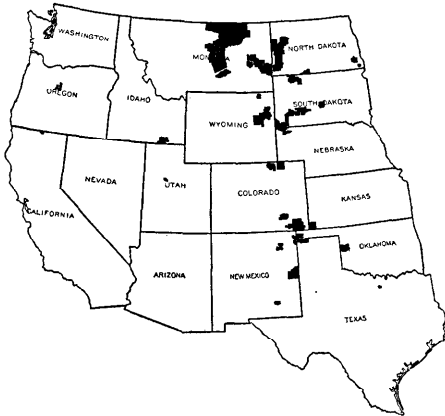 WASHINGTON
MONTANA
NORTH DAKOTA
OREGON
IDAHO
SOUTH DAKOTA
WYOMING
NEBRASKA
NEVADA
UTAH
COLORADO
KANSAS
CALIFORNIA
ARIZONA
NEW MEXICO
OKLAHOMA
TEXAS